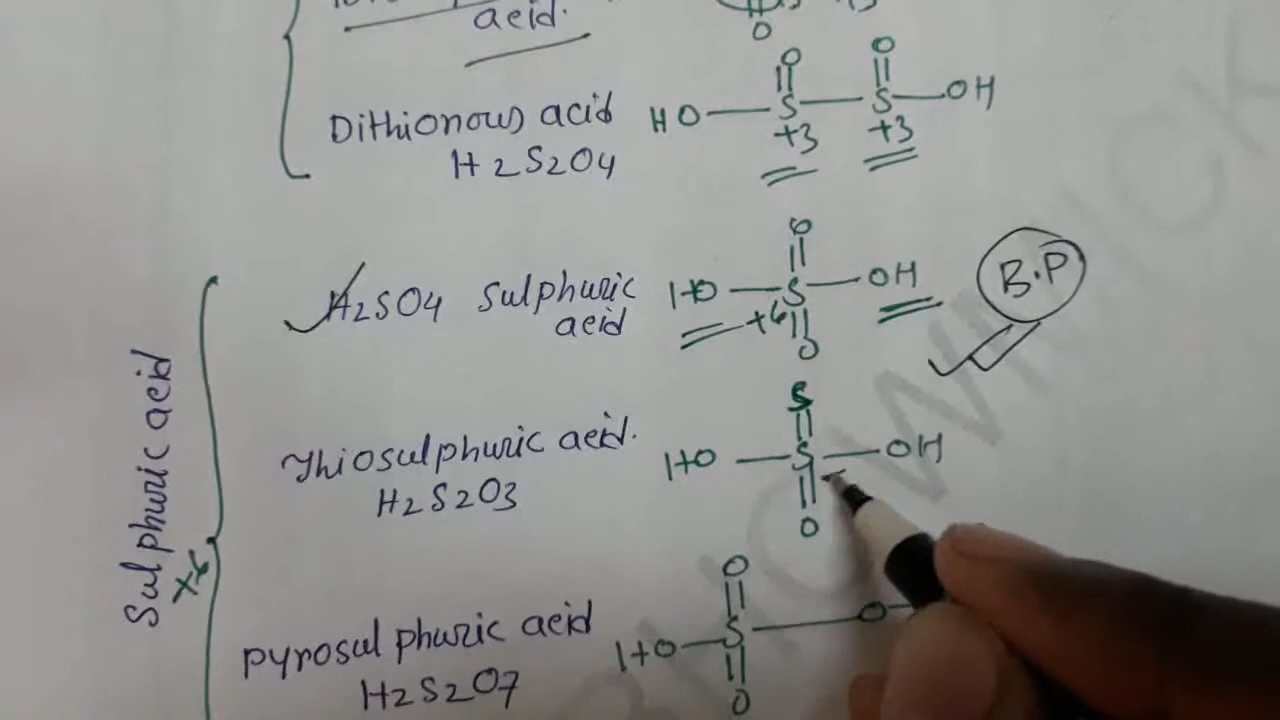 acid.
O
Dithionous acid
H2S2O4
O O
HO—S—S—OH
+3 +3
H2SO4 Sulphuric
acid
O
HO—S—OH
+6
O
B.P
Thiosulphuric acid.
H2S2O3
S
HO—S—OH
O
Sulphuric acid
+6
pyrosulphuric acid
H2S2O7
O
HO—S—O—
O